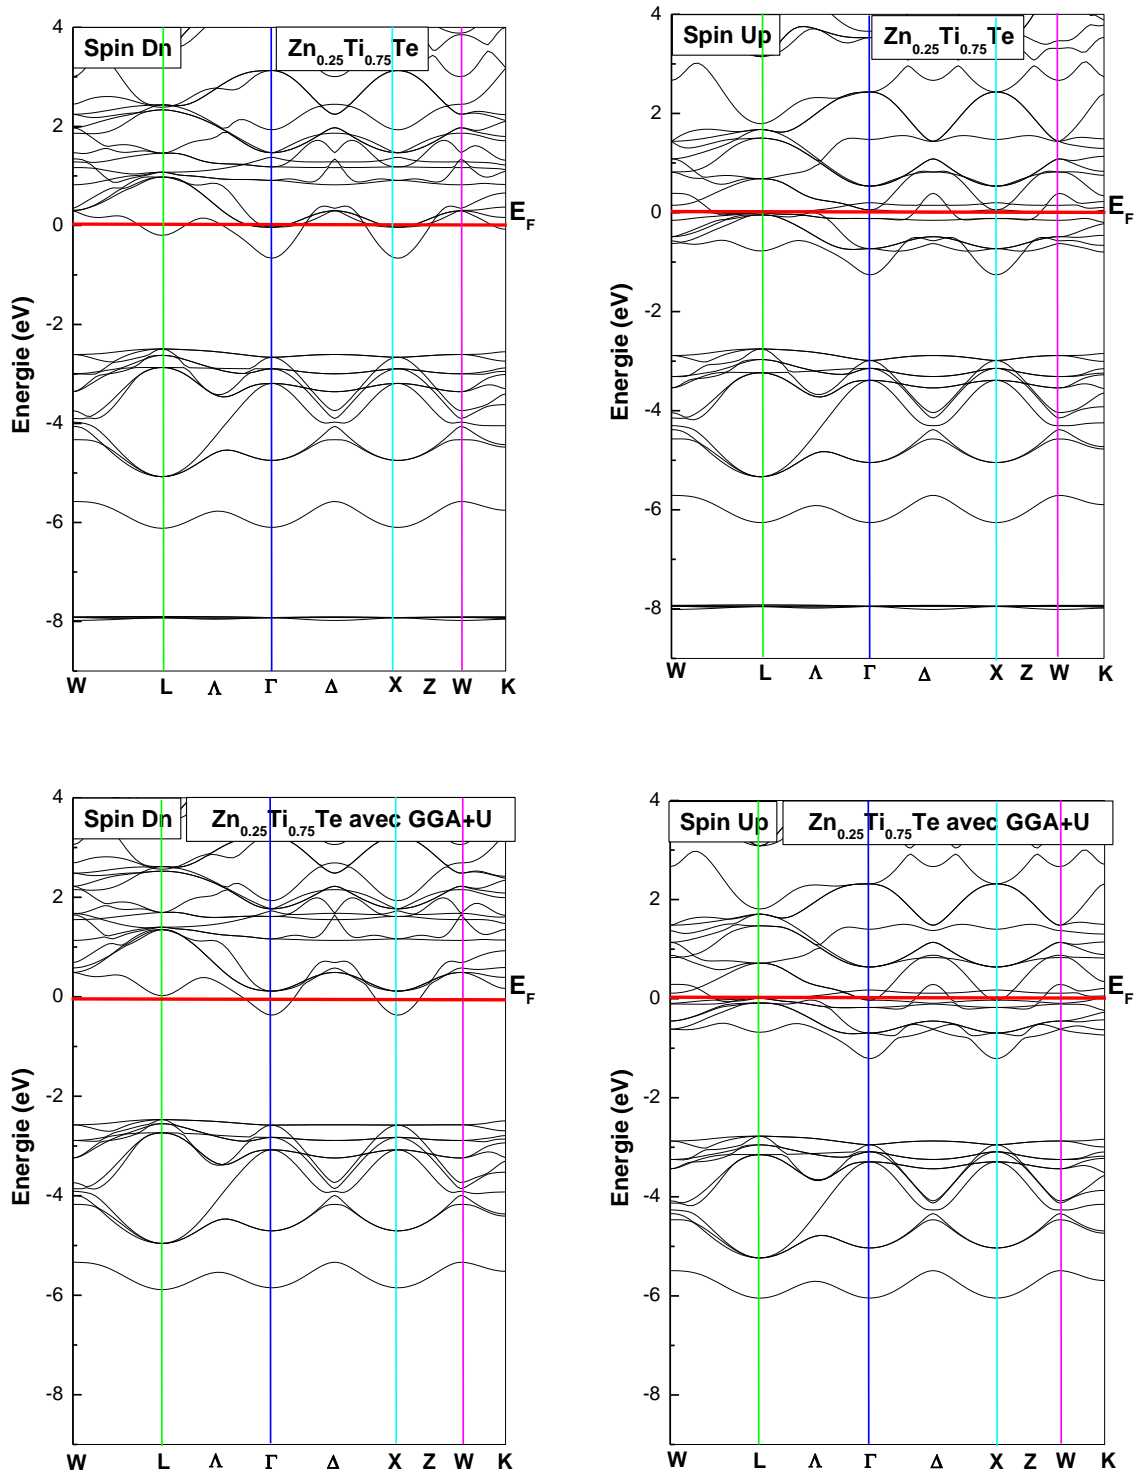 4
Spin Dn
Zn0.25Ti0.75Te
2
0
EF
-2
-4
-6
-8
Energie (eV)
W L Λ Γ Δ X Z W K
4
Spin Up
Zn0.25Ti0.75Te
2
0
EF
-2
-4
-6
-8
Energie (eV)
W L Λ Γ Δ X Z W K
4
Spin Dn
Zn0.25Ti0.75Te avec GGA+U
2
0
EF
-2
-4
-6
-8
Energie (eV)
W L Λ Γ Δ X Z W K
4
Spin Up
Zn0.25Ti0.75Te avec GGA+U
2
0
EF
-2
-4
-6
-8
Energie (eV)
W L Λ Γ Δ X Z W K